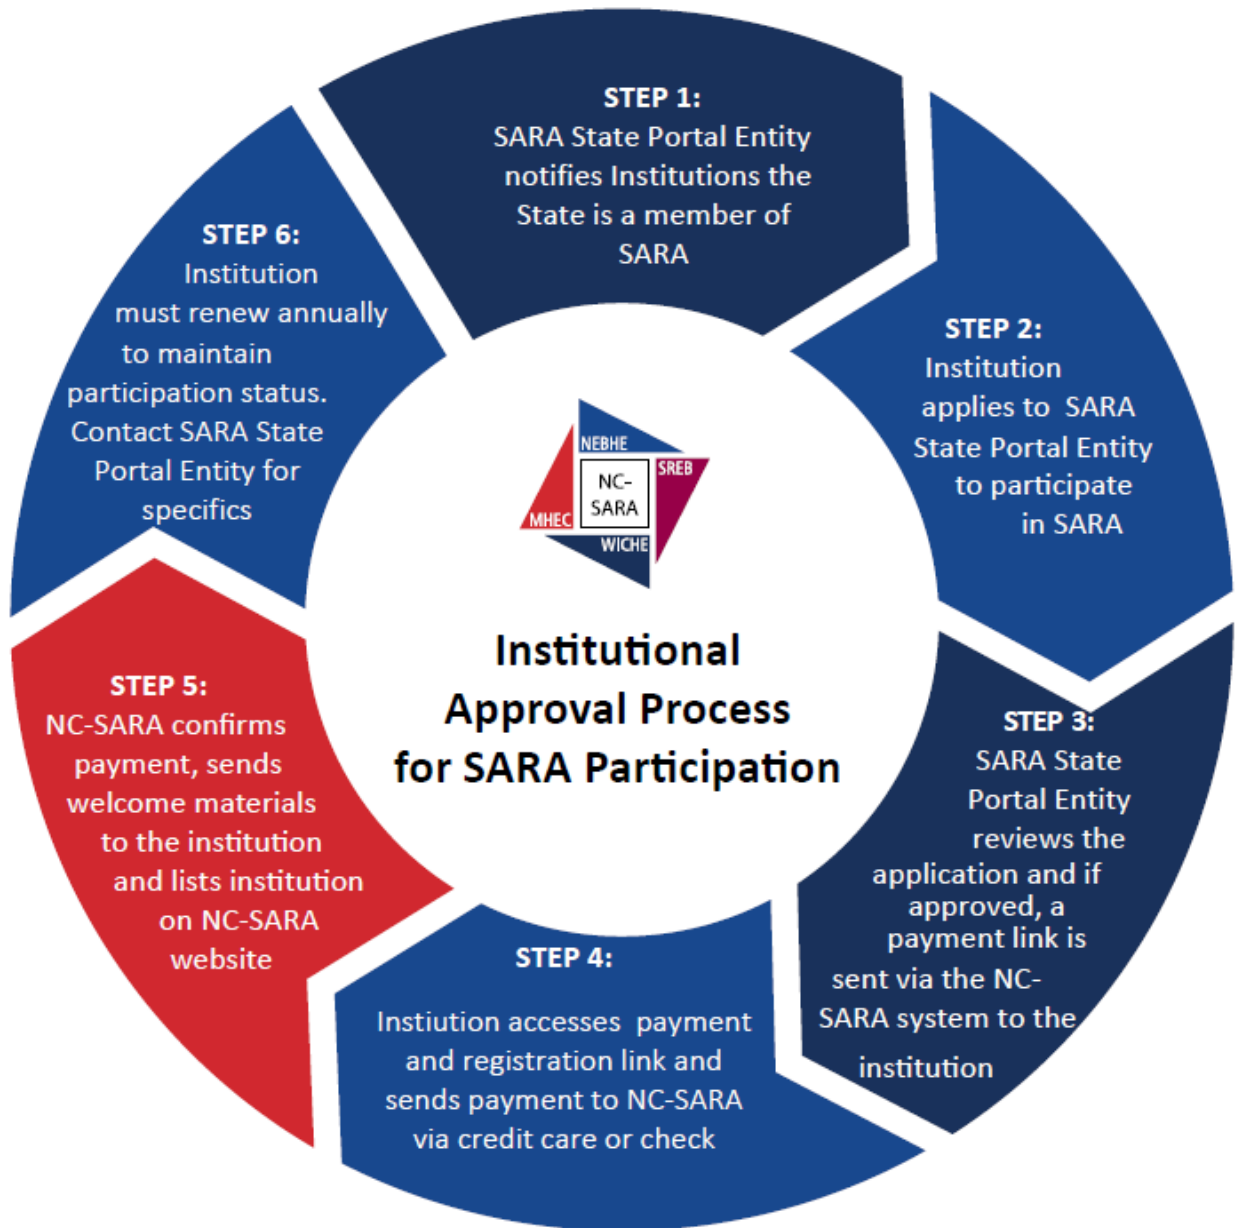 STEP 1:
SARA State Portal Entity
notifies Institutions the
State is a member of
SARA
STEP 2:
Institution
applies to SARA
State Portal Entity
to participate
in SARA
STEP 3:
SARA State
Portal Entity
reviews the
application and if
approved, a
payment link is
sent via the NC-
SARA system to the
institution
STEP 4:
Instiution accesses payment
and registration link and
sends payment to NC-SARA
via credit care or check
STEP 5:
NC-SARA confirms
payment, sends
welcome materials
to the institution
and lists institution
on NC-SARA
website
STEP 6:
Institution
must renew annually
to maintain
participation status.
Contact SARA State
Portal Entity for
specifics
NEBHE
SREB
NC-
SARA
MHEC
WICHE
Institutional
Approval Process
for SARA Participation